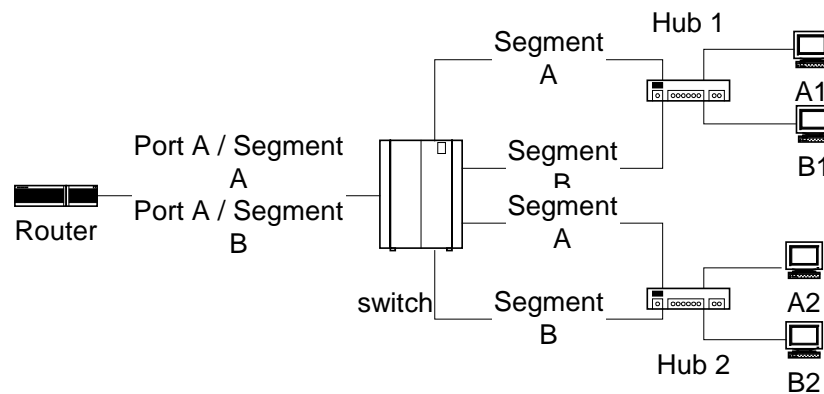 Hub 1
Segment
A
A1
Port A / Segment
A
Segment
B
B1
Port A / Segment
B
Segment
A
Router
A2
switch
Segment
B
Hub 2
B2